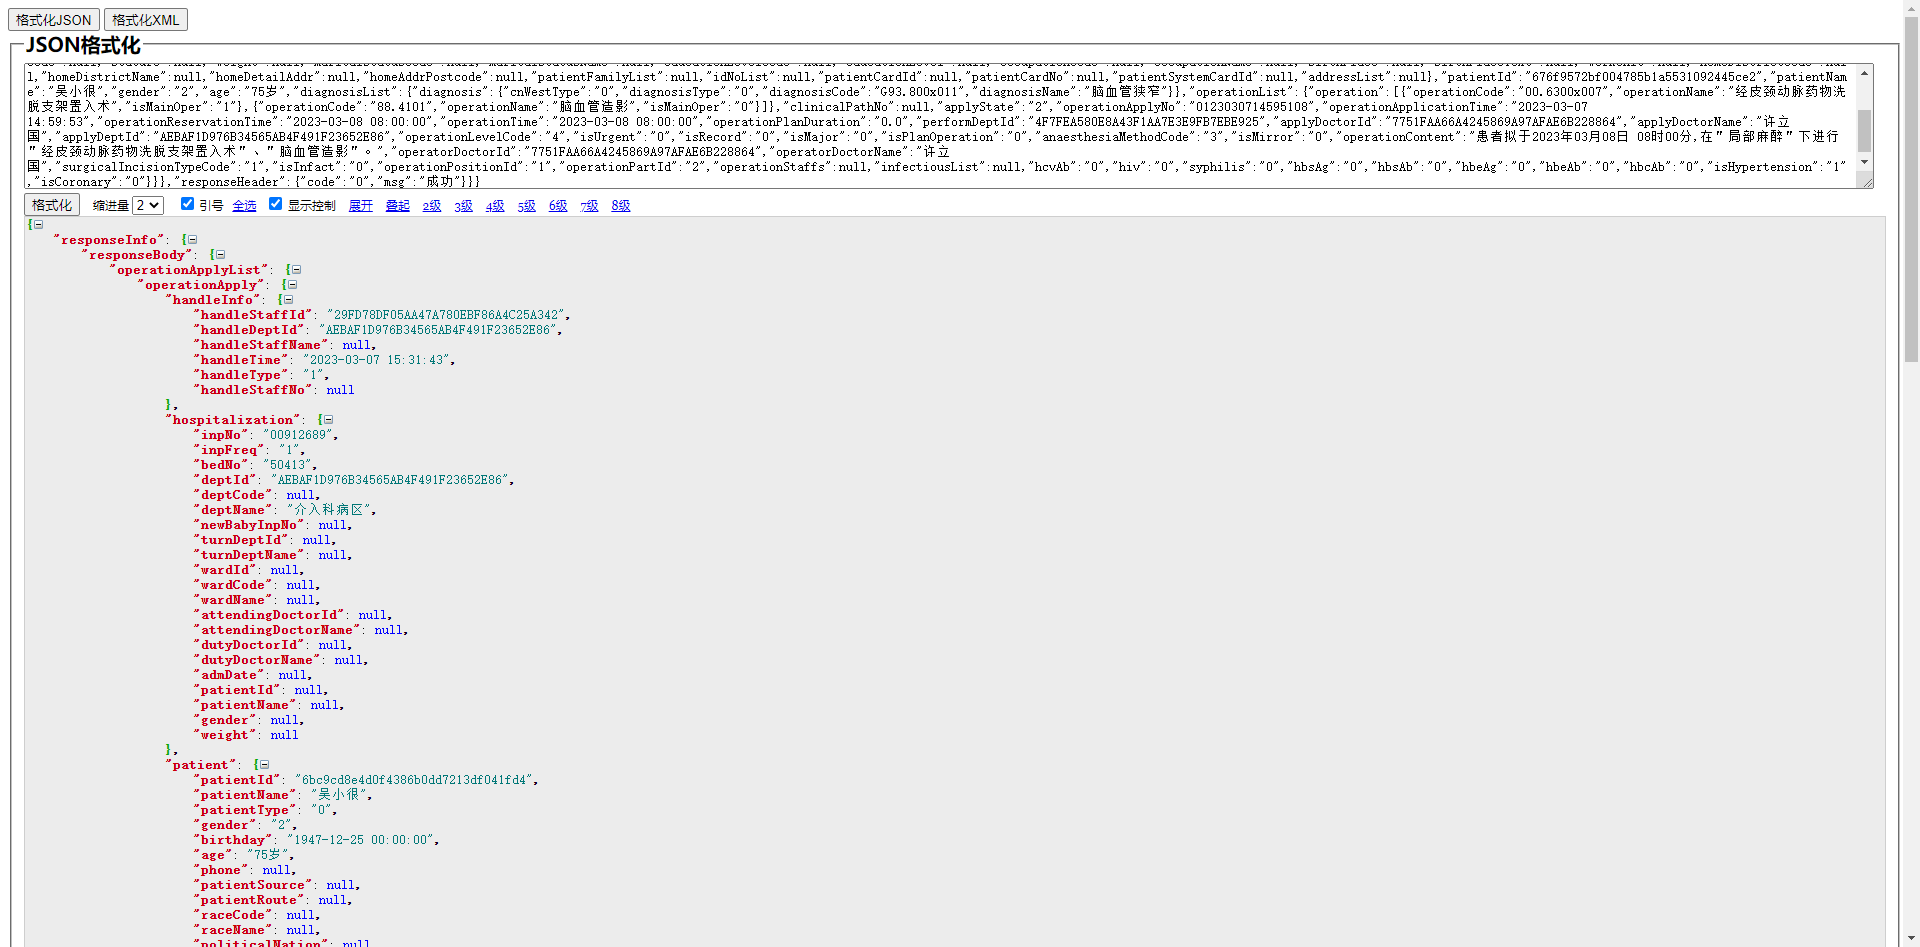 格式化JSON 格式化XML
JSON格式化
l,"homeDistrictName":null,"homeDetailAddr":null,"homeAddrPostcode":null,"patientFamilyList":null,"idNoList":null,"patientCardId":null,"patientCardNo":null,"patientSystemCardId":null,"addressList":null},"patientId":"676f9572bf004785b1a5531092445ce2","patientNam
e":"吴小很","gender":"2","age":"75岁","diagnosisList":{"diagnosis":{"cnWestType":"0","diagnosisType":"0","diagnosisCode":"G93.800x011","diagnosisName":"脑血管狭窄"}},"operationList":{"operation":[{"operationCode":"00.6300x007","operationName":"经皮颈动脉药物洗
脱支架置入术","isMainOper":"1"},{"operationCode":"88.4101","operationName":"脑血管造影","isMainOper":"0"}]},"clinicalPathNo":null,"applyState":"2","operationApplyNo":"0123030714595108","operationApplicationTime":"2023-03-07
14:59:53","operationReservationTime":"2023-03-08 08:00:00","operationTime":"2023-03-08 08:00:00","operationPlanDuration":"0.0","performDeptId":"4F7FEA580E8A43F1AA7E3E9FB7EBE925","applyDoctorId":"7751FAA66A4245869A97AFAE6B228864","applyDoctorName":"许立
国","applyDeptId":"AEBAF1D976B34565AB4F491F23652E86","operationLevelCode":"4","isUrgent":"0","isRecord":"0","isMajor":"0","isPlanOperation":"0","anaesthesiaMethodCode":"3","isMirror":"0","operationContent":"患者拟于2023年03月08日 08时00分,在＂局部麻醉＂下进行
＂经皮颈动脉药物洗脱支架置入术＂、＂脑血管造影＂。","operatorDoctorId":"7751FAA66A4245869A97AFAE6B228864","operatorDoctorName":"许立
国","surgicalIncisionTypeCode":"1","isInfact":"0","operationPositionId":"1","operationPartId":"2","operationStaffs":null,"infectiousList":null,"hcvAb":"0","hiv":"0","syphilis":"0","hbsAg":"0","hbsAb":"0","hbeAg":"0","hbeAb":"0","hbcAb":"0","isHypertension":"1"
,"isCoronary":"0"}}},"responseHeader":{"code":"0","msg":"成功"}}}
格式化 缩进量 2 引号 全选 显示控制 展开 叠起 2级 3级 4级 5级 6级 7级 8级
{
"responseInfo": {
"responseBody": {
"operationApplyList": {
"operationApply": {
"handleInfo": {
"handleStaffId": "29FD78DF05AA47A780EBF86A4C25A342",
"handleDeptId": "AEBAF1D976B34565AB4F491F23652E86",
"handleStaffName": null,
"handleTime": "2023-03-07 15:31:43",
"handleType": "1",
"handleStaffNo": null
},
"hospitalization": {
"inpNo": "00912689",
"inpFreq": "1",
"bedNo": "50413",
"deptId": "AEBAF1D976B34565AB4F491F23652E86",
"deptCode": null,
"deptName": "介入科病区",
"newBabyInpNo": null,
"turnDeptId": null,
"turnDeptName": null,
"wardId": null,
"wardCode": null,
"wardName": null,
"attendingDoctorId": null,
"attendingDoctorName": null,
"dutyDoctorId": null,
"dutyDoctorName": null,
"admDate": null,
"patientId": null,
"patientName": null,
"gender": null,
"weight": null
},
"patient": {
"patientId": "6bc9cd8e4d0f4386b0dd7213df041fd4",
"patientName": "吴小很",
"patientType": "0",
"gender": "2",
"birthday": "1947-12-25 00:00:00",
"age": "75岁",
"phone": null,
"patientSource": null,
"patientRoute": null,
"raceCode": null,
"raceName": null,
"politicalNation": null